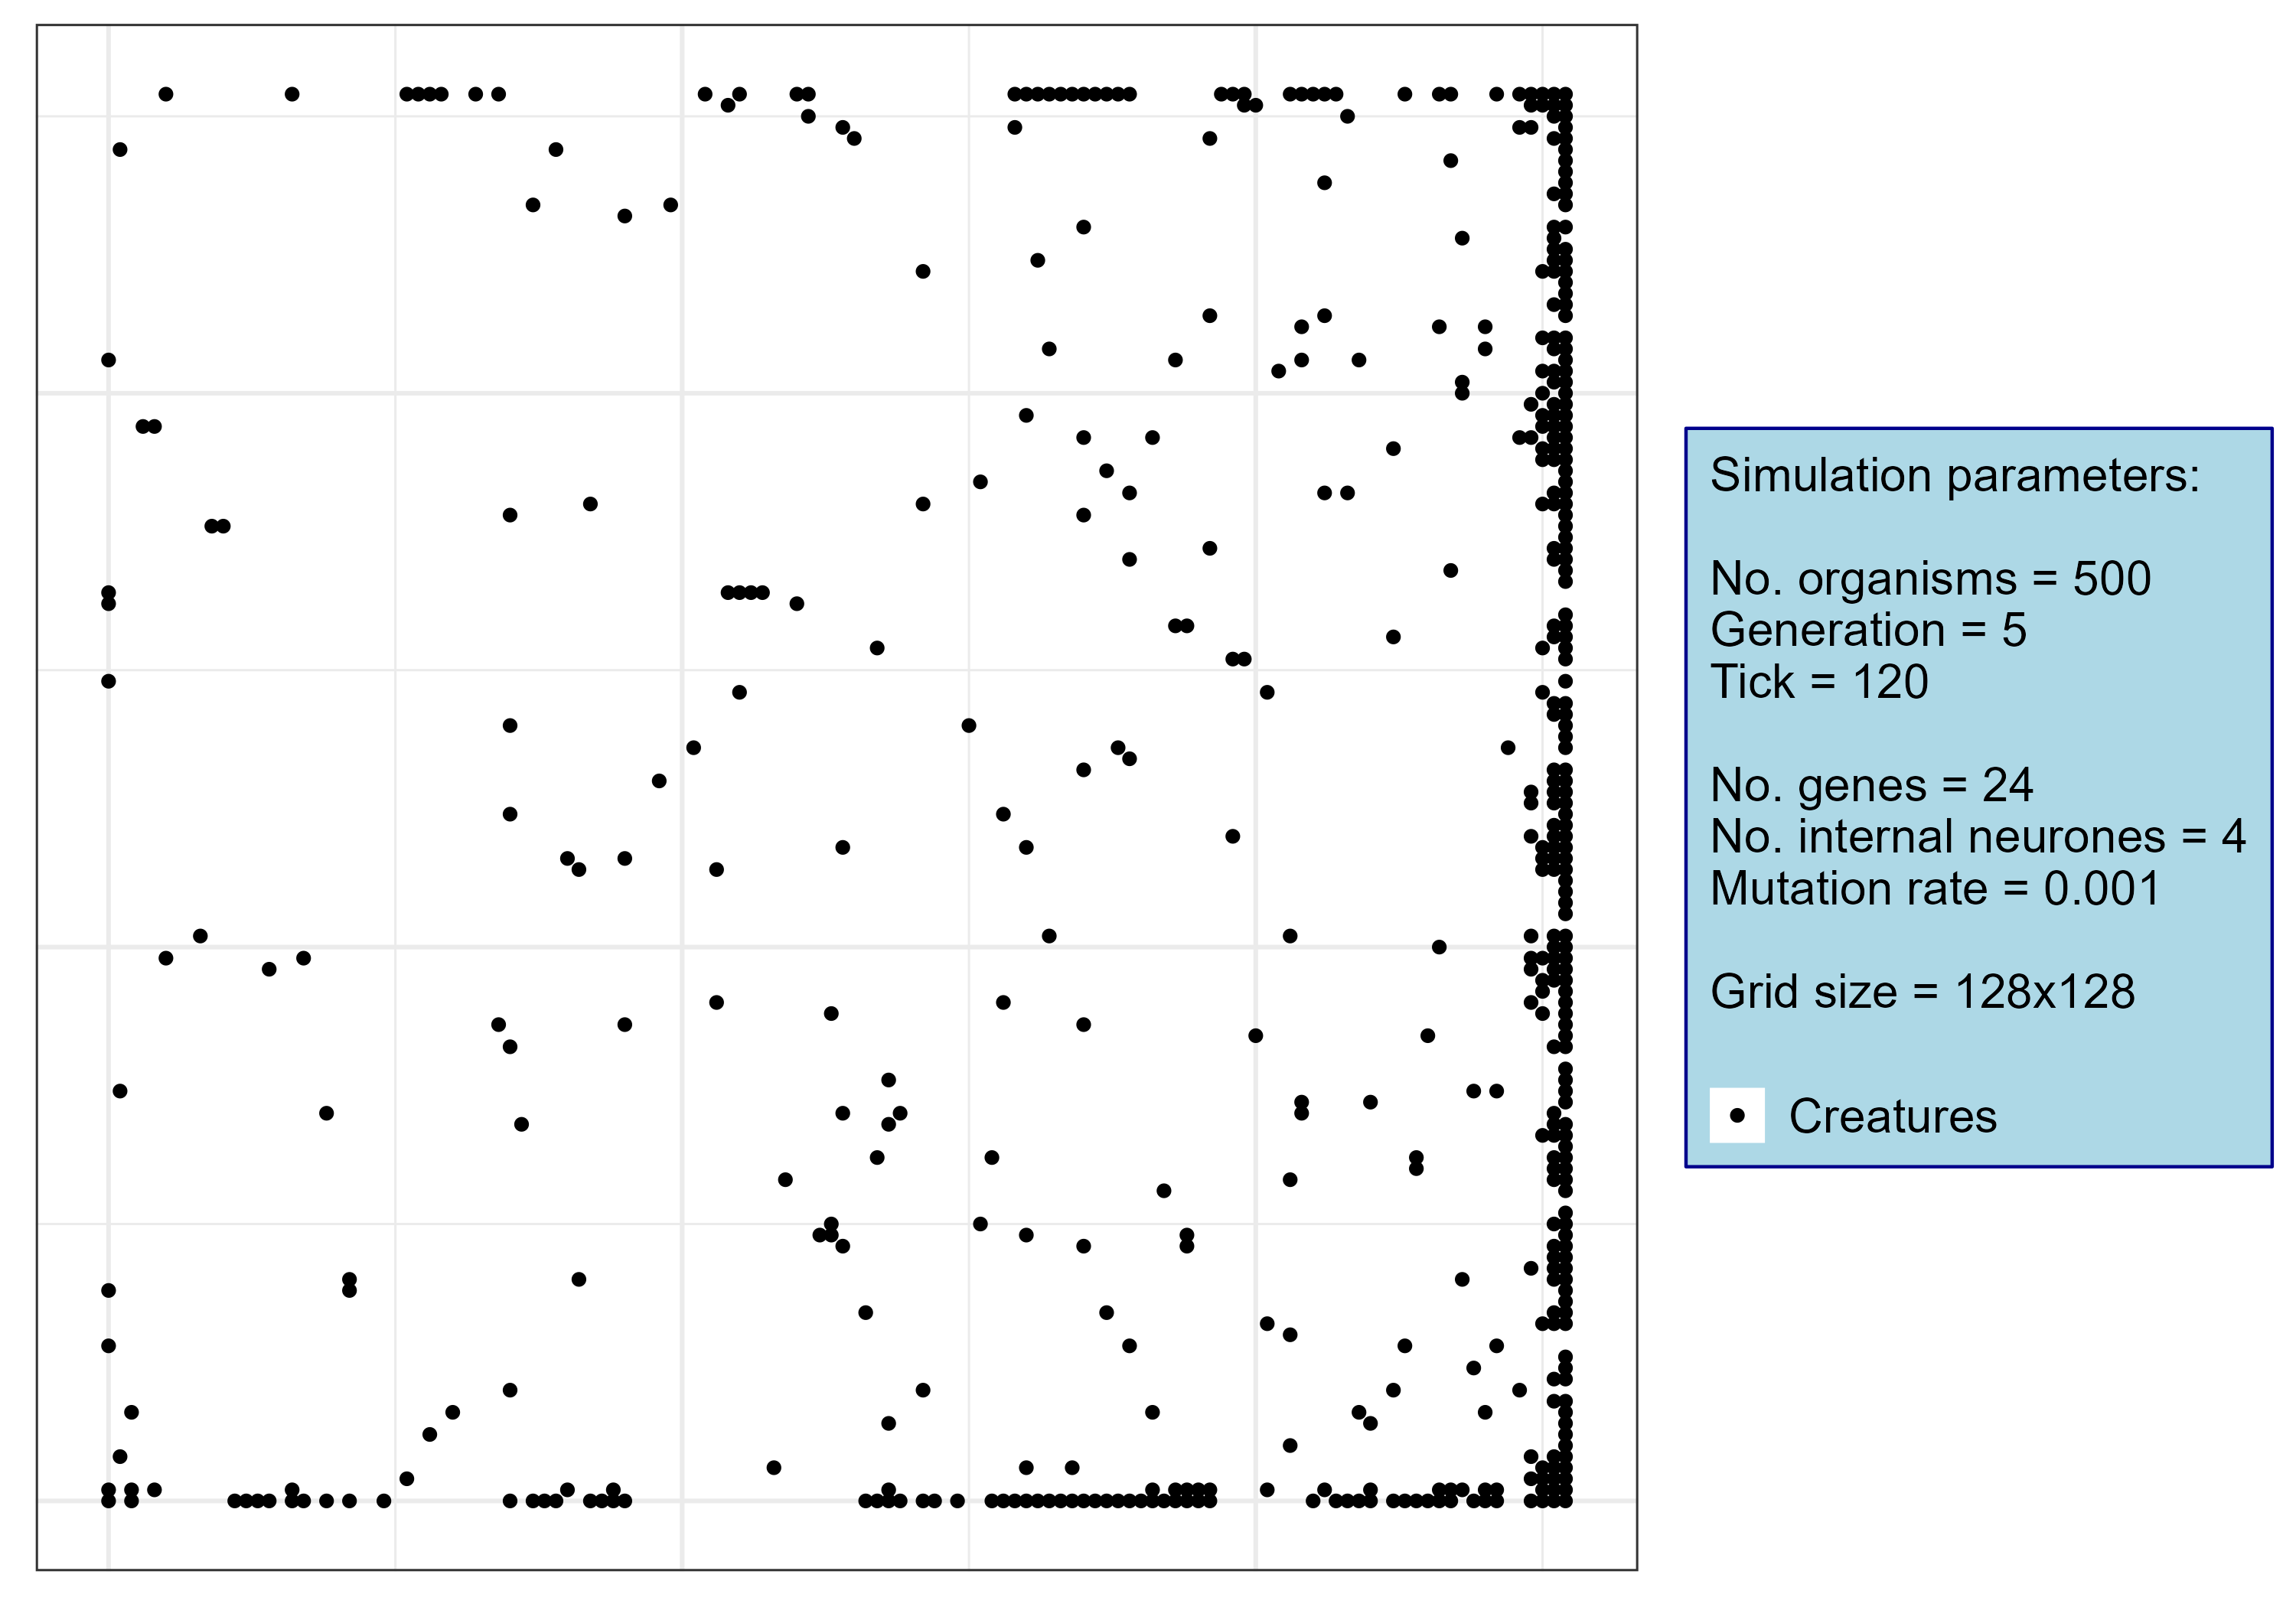 Simulation parameters:
No. organisms = 500
Generation = 5
Tick = 120
No. genes = 24
No. internal neurones = 4
Mutation rate = 0.001
Grid size = 128x128
Creatures